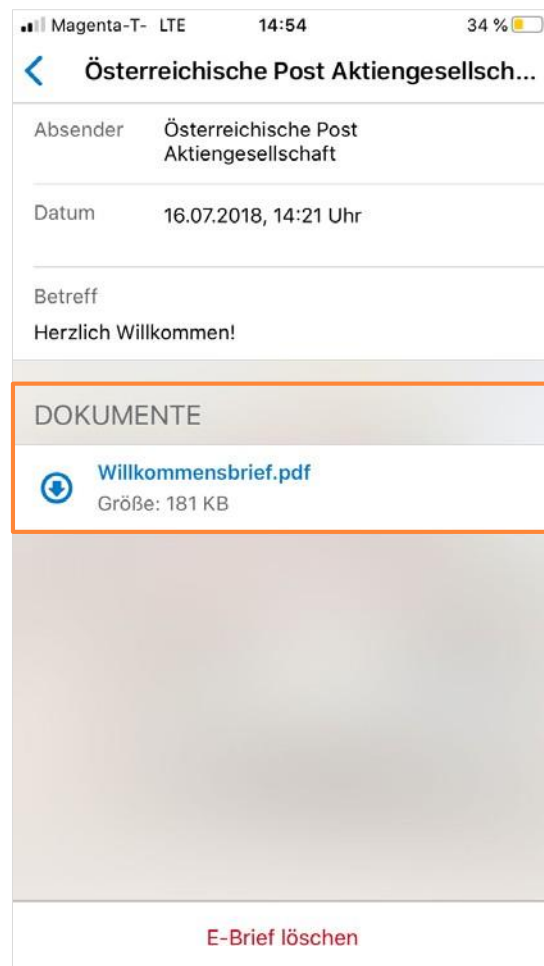 Magenta-T- LTE 14:54 34 %
Österreichische Post Aktiengesellsch...
Absender Österreichische Post
Aktiengesellschaft
Datum 16.07.2018, 14:21 Uhr
Betreff
Herzlich Willkommen!
DOKUMENTE
Willkommensbrief.pdf
Größe: 181 KB
E-Brief löschen